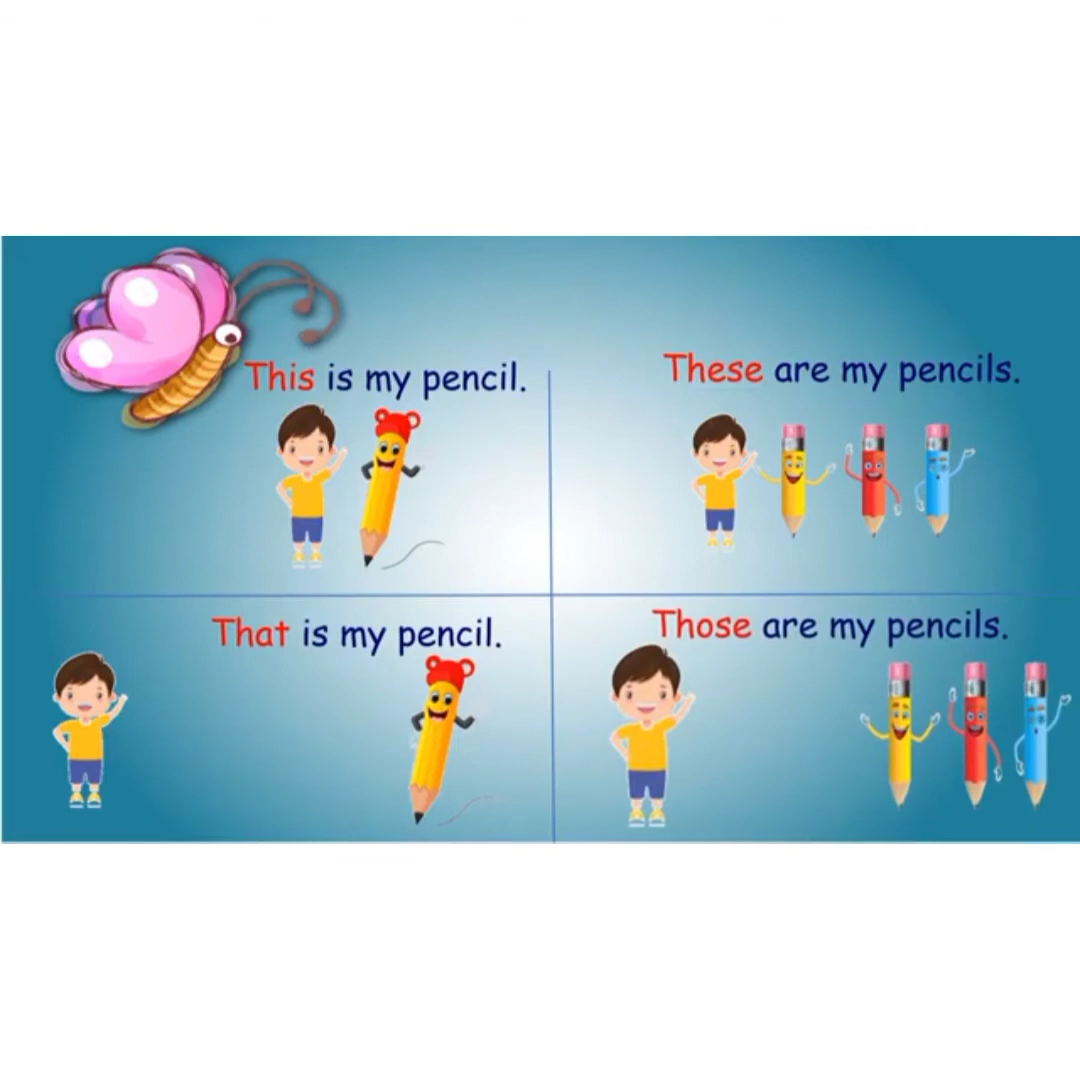 This is my pencil.
These are my pencils.
That is my pencil.
Those are my pencils.